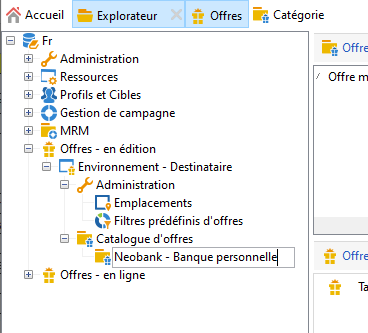 Accueil Explorateur Offres Catégorie
Fr
Administration
Ressources
Profils et Cibles
Gestion de campagne
MRM
Offres - en édition
Environnement - Destinataire
Administration
Emplacements
Filtres prédéfinis d'offres
Catalogue d'offres
Neobank - Banque personnelle
Offres - en ligne
Offre
Offre m
Offre
Ta